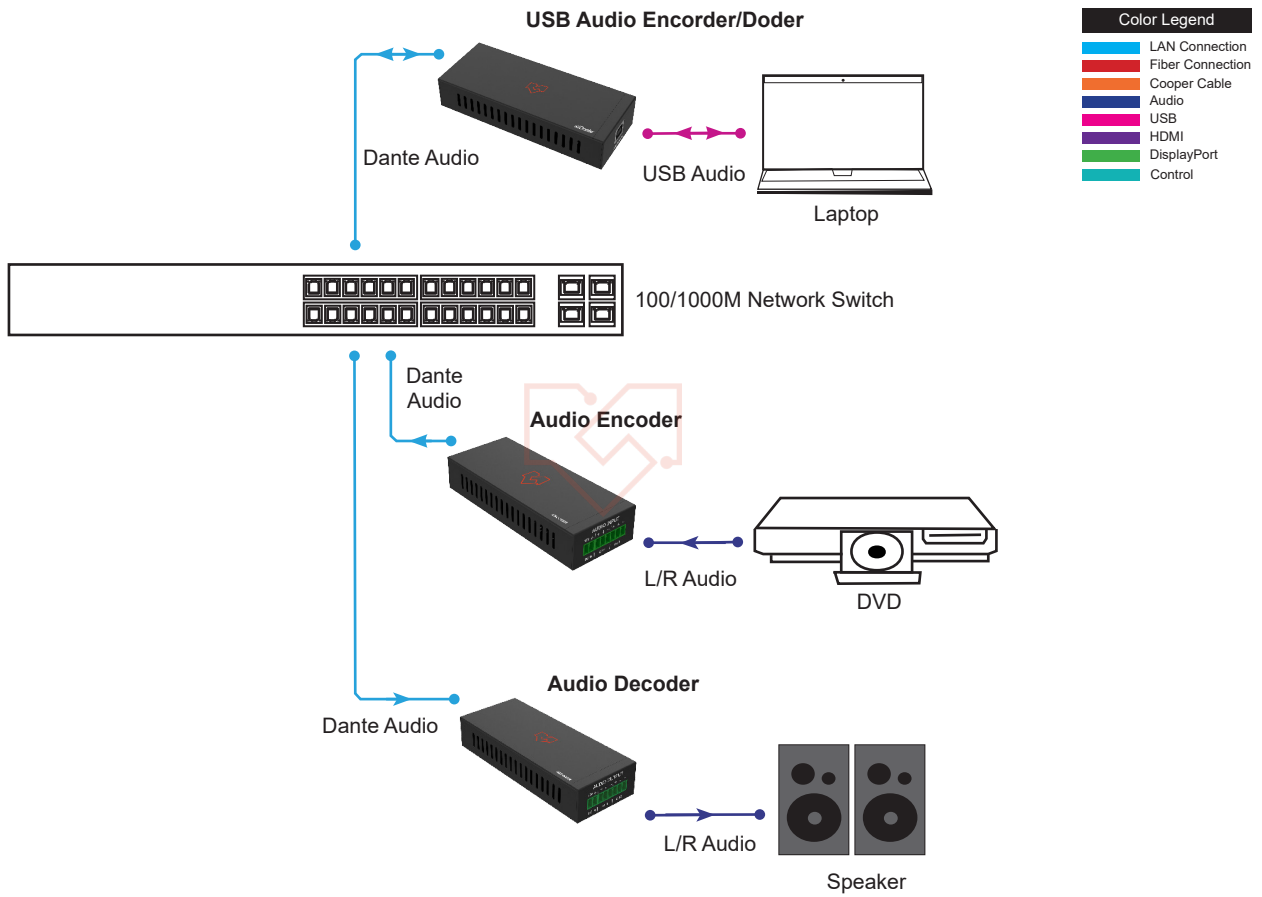 USB Audio Encorder/Doder
Color Legend
LAN Connection
Fiber Connection
Cooper Cable
Audio
USB
HDMI
DisplayPort
Control
Dante Audio
USB Audio
Laptop
100/1000M Network Switch
Dante
Audio
Audio Encoder
AUDIO INPUT
L/R Audio
DVD
Audio Decoder
Dante Audio
L/R Audio
Speaker